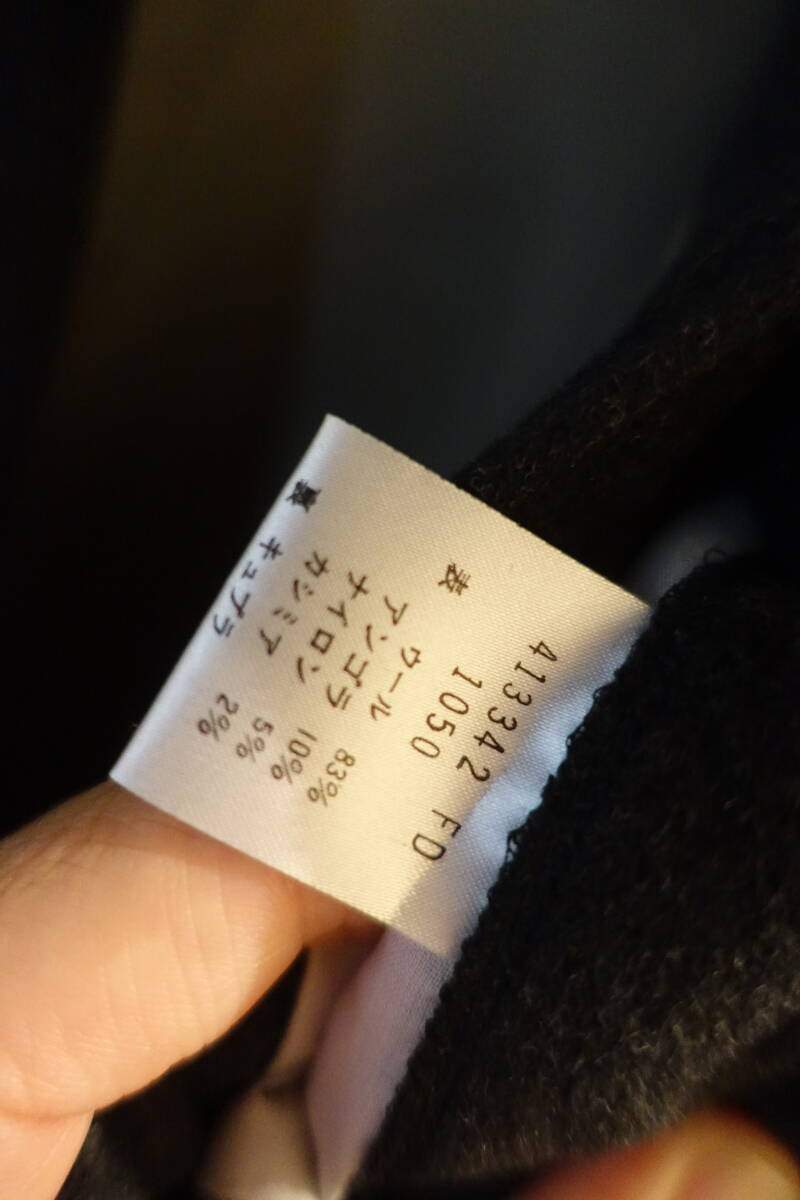 413342 FD
1050
表 ウール 83%
アンゴラ 10%
ナイロン 5%
カシミア 2%
裏 キュプラ